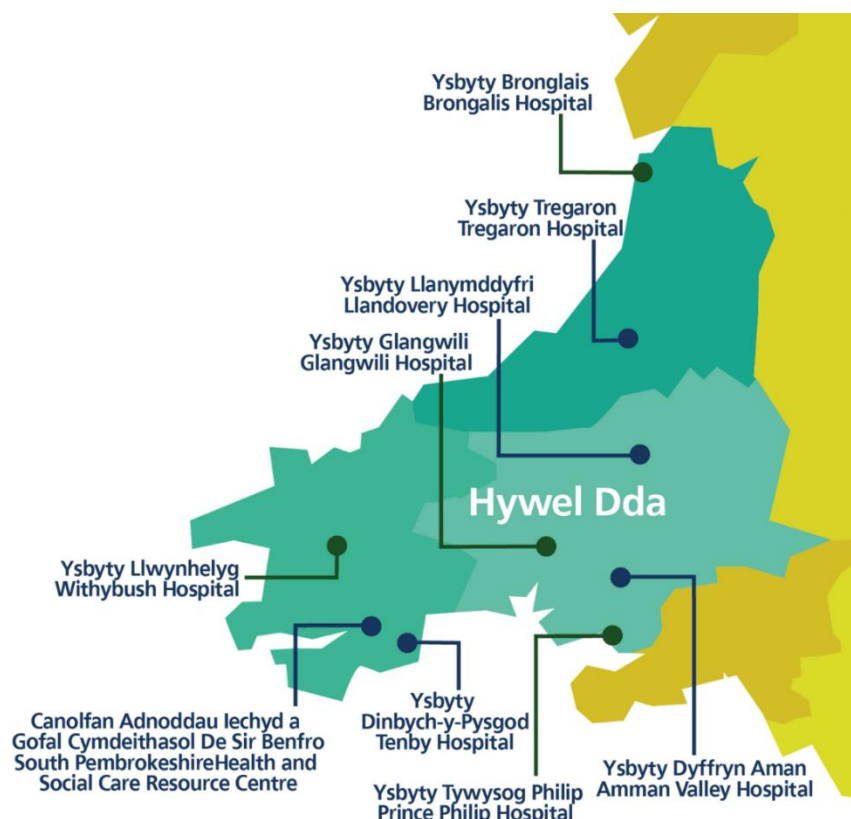 Ysbyty Bronglais
Brongalis Hospital
Ysbyty Tregaron
Tregaron Hospital
Ysbyty Llanymddyfri
Llandovery Hospital
Ysbyty Glangwili
Glangwili Hospital
Hywel Dda
Ysbyty Llwynhelyg
Withybush Hospital
Canolfan Adnoddau Iechyd a
Gofal Cymdeithasol De Sir Benfro
South PembrokeshireHealth and
Social Care Resource Centre
Ysbyty
Dinbych-y-Pysgod
Tenby Hospital
Ysbyty Tywysog Philip
Prince Philip Hospital
Ysbyty Dyffryn Aman
Amman Valley Hospital